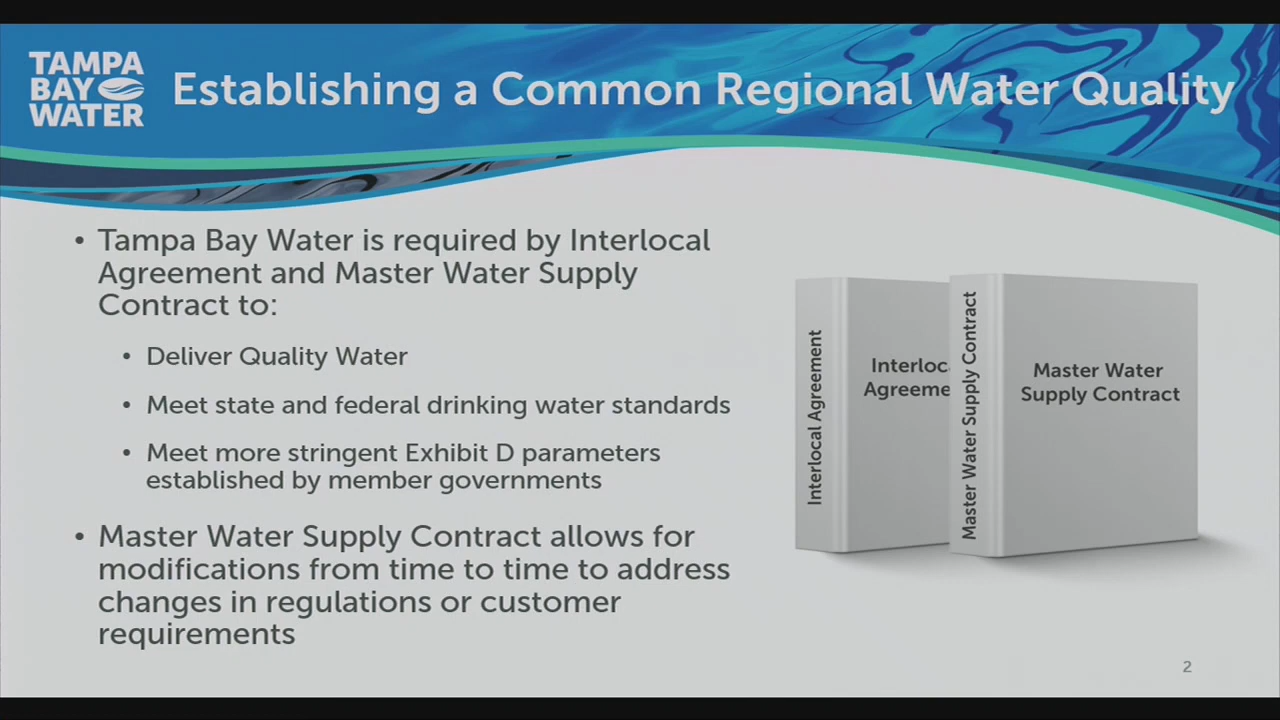 TAMPA
BAY
WATER
Establishing a Common Regional Water Quality
• Tampa Bay Water is required by Interlocal
Agreement and Master Water Supply
Contract to:
• Deliver Quality Water
• Meet state and federal drinking water standards
• Meet more stringent Exhibit D parameters
established by member governments
• Master Water Supply Contract allows for
modifications from time to time to address
changes in regulations or customer
requirements
Interlocal Agreement
Interloc
Agreeme
Master Water Supply Contract
Master Water
Supply Contract
2